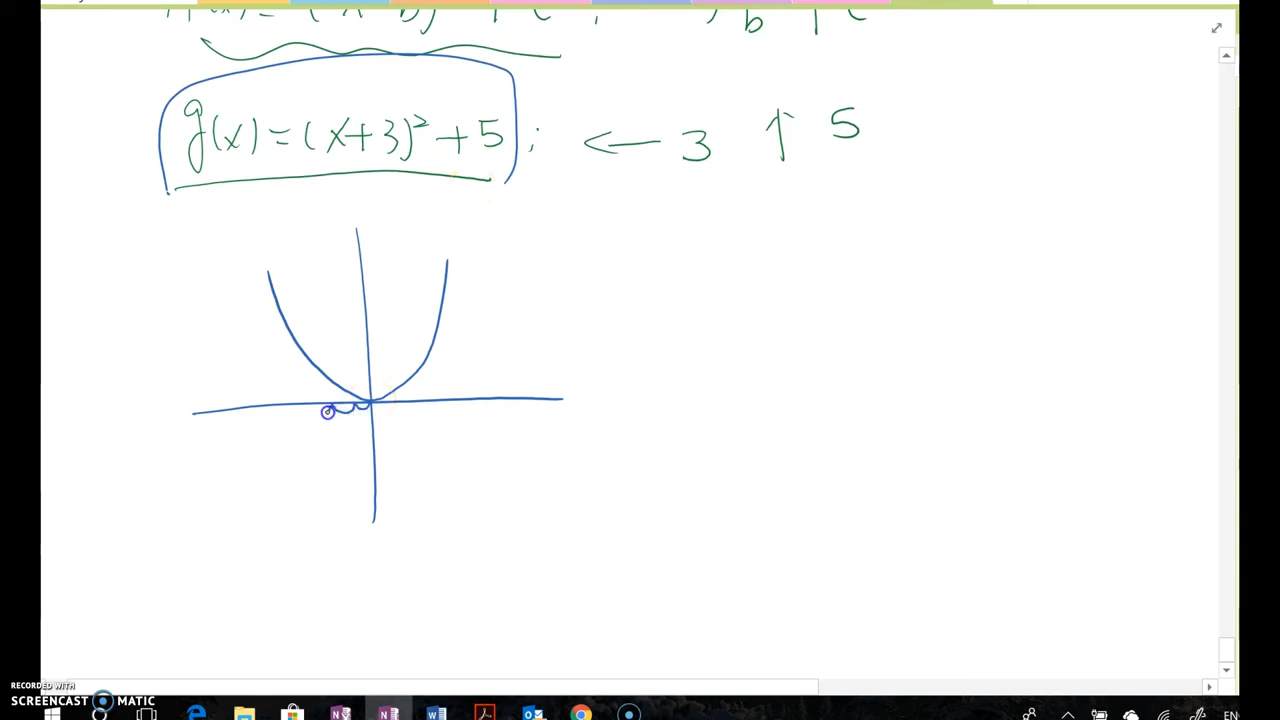 g(x) = (x+3)² + 5 ; ← 3 ↑ 5
RECORDED WITH
SCREENCAST MATIC
EN